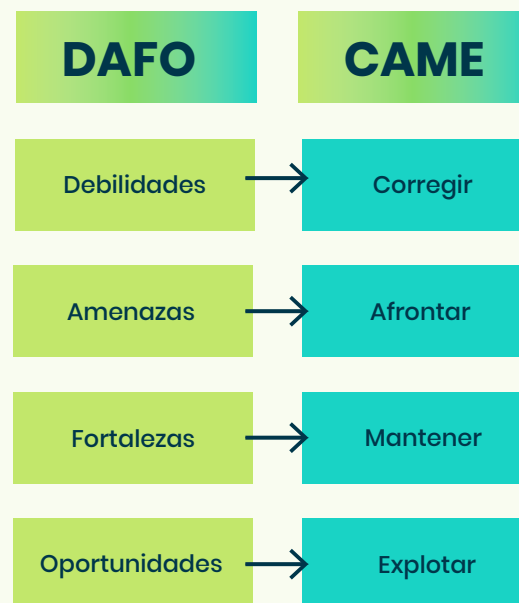 DAFO CAME
Debilidades Corregir
Amenazas Afrontar
Fortalezas Mantener
Oportunidades Explotar